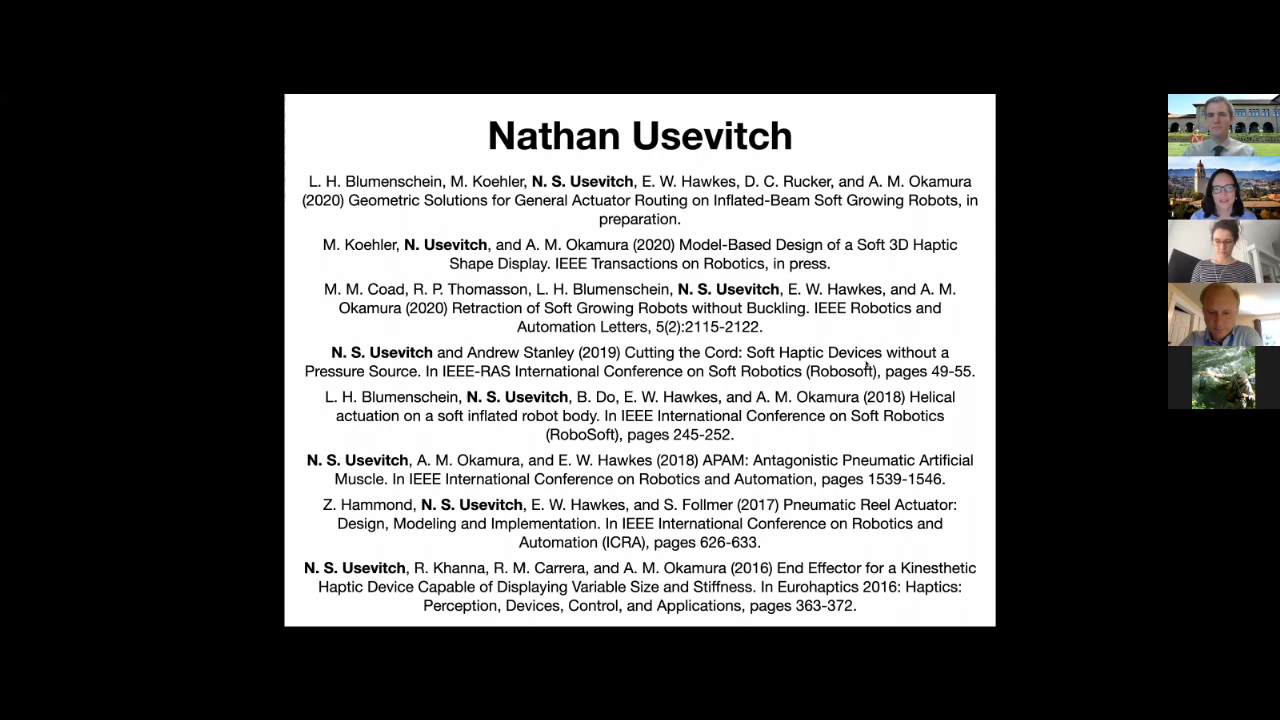 Nathan Usevitch
L. H. Blumenschein, M. Koehler, N. S. Usevitch, E. W. Hawkes, D. C. Rucker, and A. M. Okamura
(2020) Geometric Solutions for General Actuator Routing on Inflated-Beam Soft Growing Robots, in
preparation.
M. Koehler, N. Usevitch, and A. M. Okamura (2020) Model-Based Design of a Soft 3D Haptic
Shape Display. IEEE Transactions on Robotics, in press.
M. M. Coad, R. P. Thomasson, L. H. Blumenschein, N. S. Usevitch, E. W. Hawkes, and A. M.
Okamura (2020) Retraction of Soft Growing Robots without Buckling. IEEE Robotics and
Automation Letters, 5(2):2115-2122.
N. S. Usevitch and Andrew Stanley (2019) Cutting the Cord: Soft Haptic Devices without a
Pressure Source. In IEEE-RAS International Conference on Soft Robotics (Robosoft), pages 49-55.
L. H. Blumenschein, N. S. Usevitch, B. Do, E. W. Hawkes, and A. M. Okamura (2018) Helical
actuation on a soft inflated robot body. In IEEE International Conference on Soft Robotics
(RoboSoft), pages 245-252.
N. S. Usevitch, A. M. Okamura, and E. W. Hawkes (2018) APAM: Antagonistic Pneumatic Artificial
Muscle. In IEEE International Conference on Robotics and Automation, pages 1539-1546.
Z. Hammond, N. S. Usevitch, E. W. Hawkes, and S. Follmer (2017) Pneumatic Reel Actuator:
Design, Modeling and Implementation. In IEEE International Conference on Robotics and
Automation (ICRA), pages 626-633.
N. S. Usevitch, R. Khanna, R. M. Carrera, and A. M. Okamura (2016) End Effector for a Kinesthetic
Haptic Device Capable of Displaying Variable Size and Stiffness. In Eurohaptics 2016: Haptics:
Perception, Devices, Control, and Applications, pages 363-372.